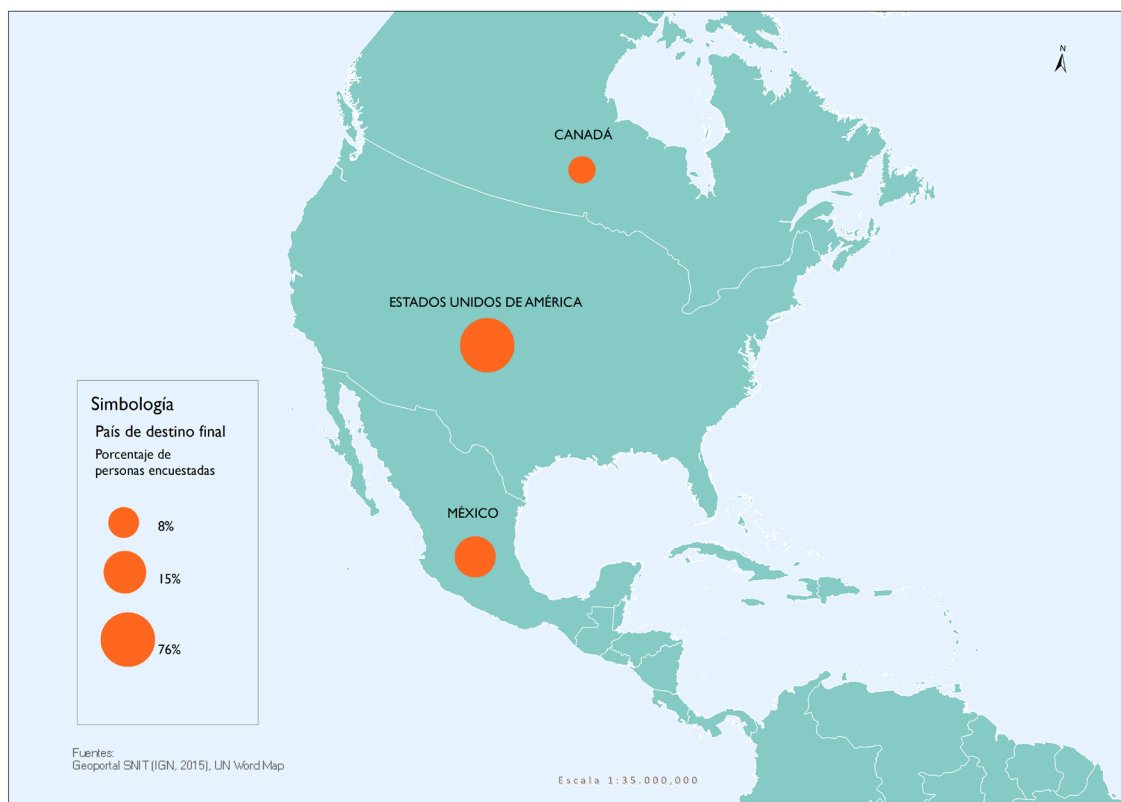 N
CANADÁ
ESTADOS UNIDOS DE AMÉRICA
MÉXICO
Simbología
País de destino final
Porcentaje de
personas encuestadas
8%
15%
76%
Fuentes:
Geoportal SNIT (IGN, 2015), UN Word Map
Escala 1:35.000,000